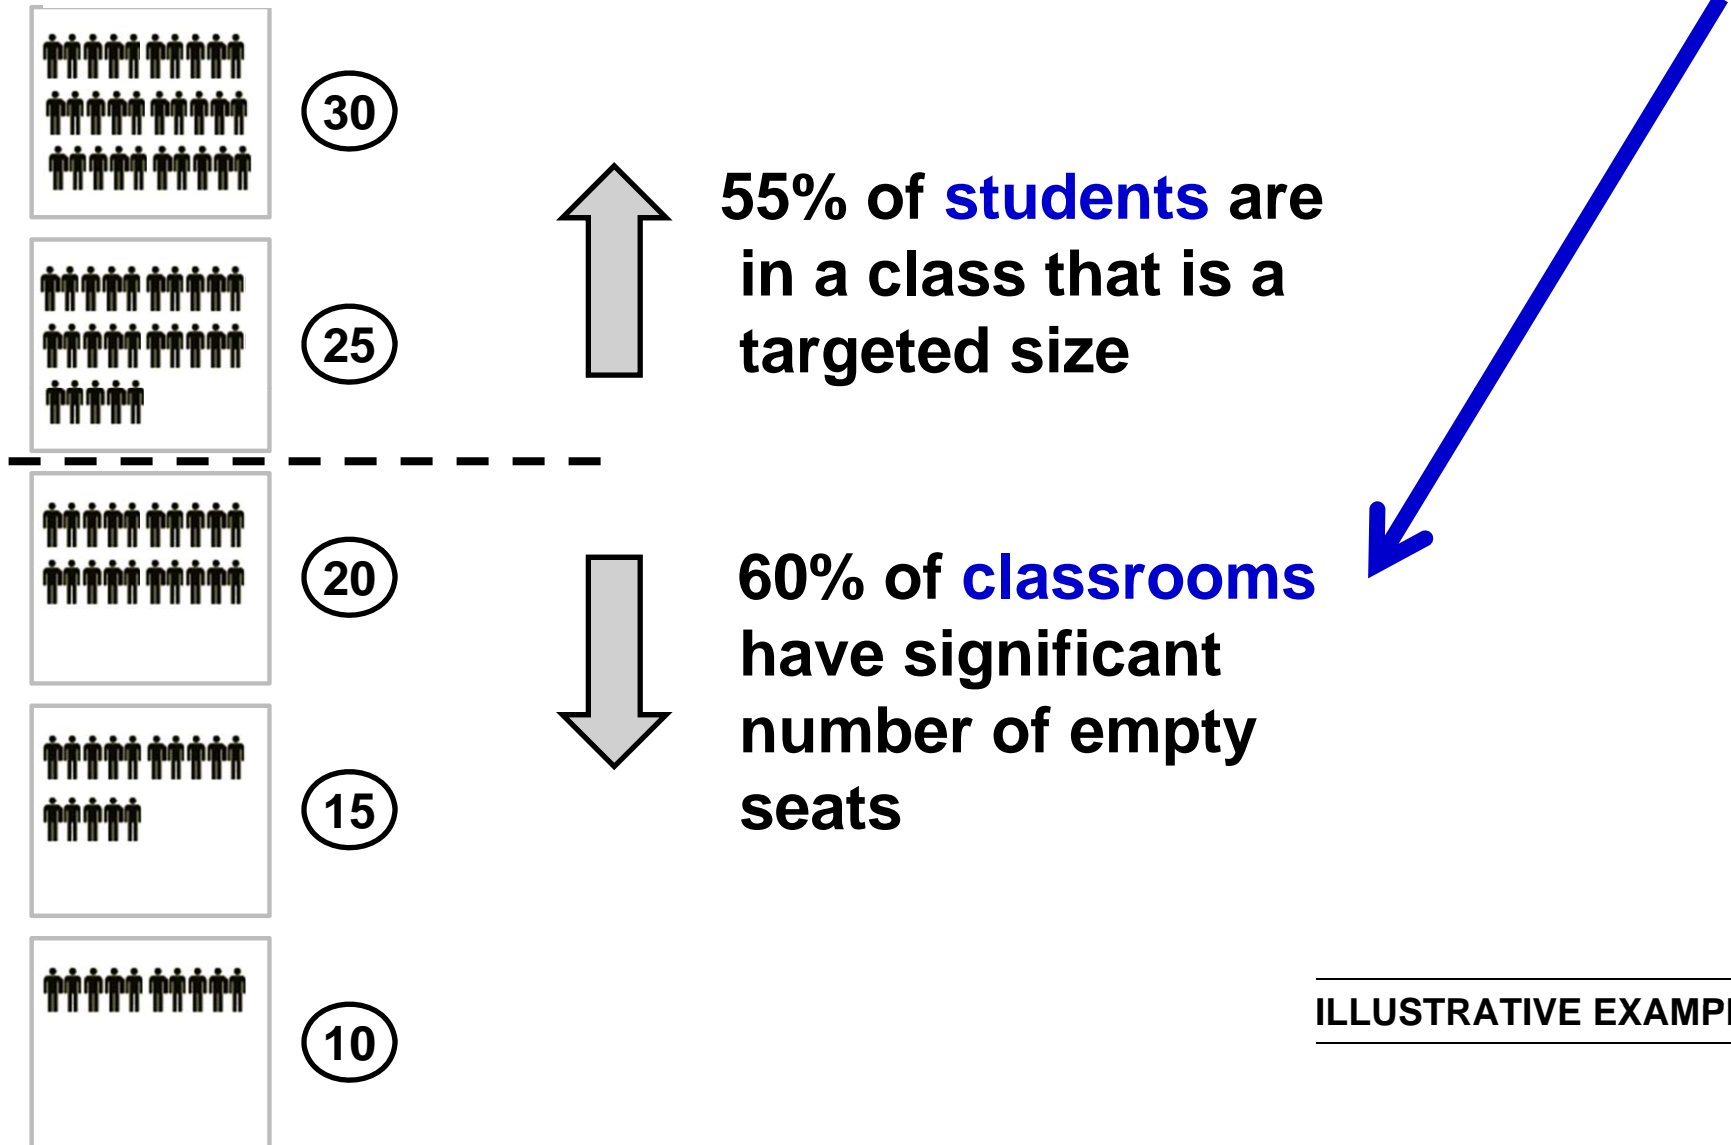 30
55% of students are
in a class that is a
targeted size
25
20
60% of classrooms
have significant
number of empty
seats
15
ILLUSTRATIVE
10